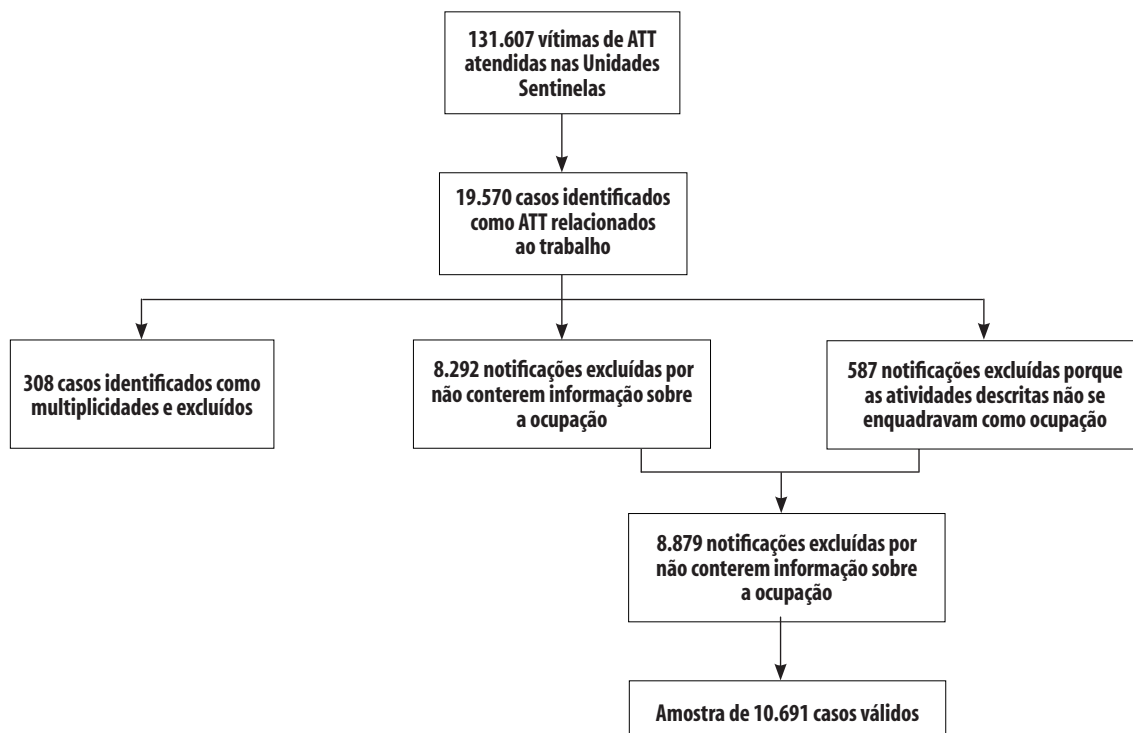 131.607 vítimas de ATT
atendidas nas Unidades
Sentinelas
19.570 casos identificados
como ATT relacionados
ao trabalho
308 casos identificados como
multiplicidades e excluídos
8.292 notificações excluídas por
não conterem informação sobre
a ocupação
587 notificações excluídas porque
as atividades descritas não se
enquadravam como ocupação
8.879 notificações excluídas por
não conterem informação sobre
a ocupação
Amostra de 10.691 casos válidos